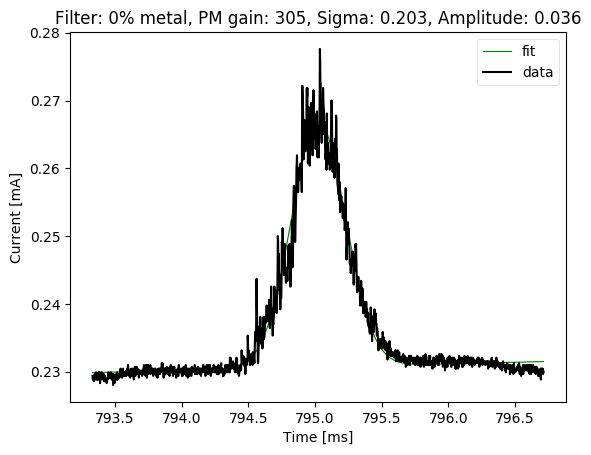 Filter: 0% metal, PM gain: 305, Sigma: 0.203, Amplitude: 0.036
fit
data
0.28
0.27
0.26
0.25
0.24
0.23
Current [mA]
793.5 794.0 794.5 795.0 795.5 796.0 796.5
Time [ms]